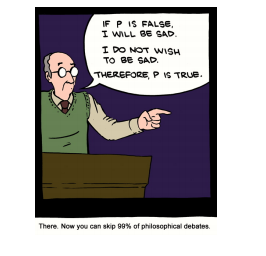 IF P IS FALSE,
I WILL BE SAD.
I DO NOT WISH
TO BE SAD.
THEREFORE, P IS TRUE.
There. Now you can skip 99% of philosophical debates.